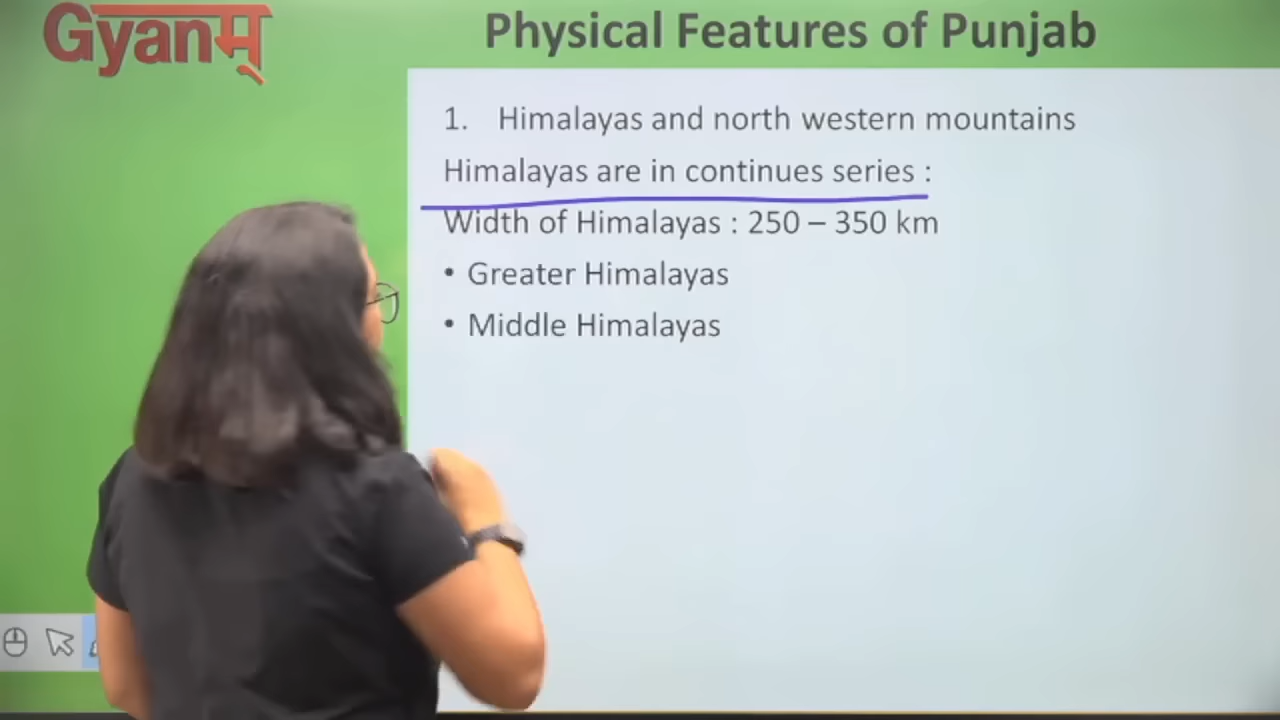 Gyanम्
Physical Features of Punjab
1. Himalayas and north western mountains
Himalayas are in continues series :
Width of Himalayas : 250 – 350 km
• Greater Himalayas
• Middle Himalayas